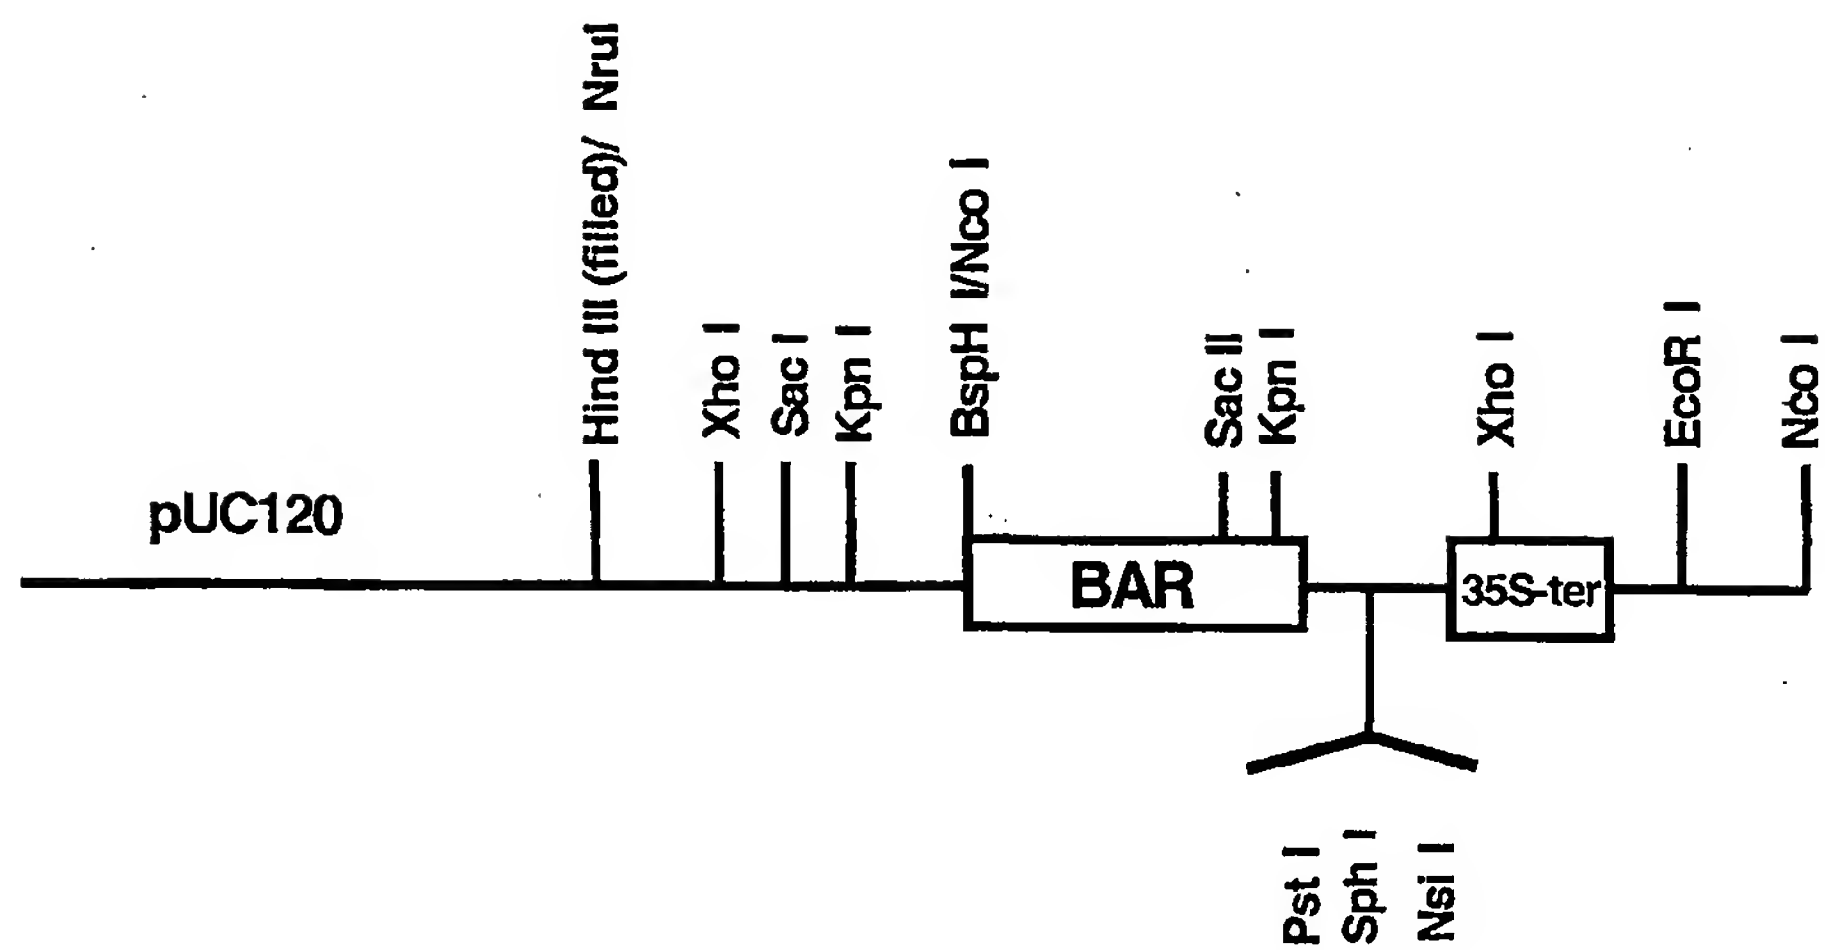 Hind III (filled)/ NruI
Xho I
Sac I
Kpn I
BspH I/Nco I
Sac II
Kpn I
Xho I
EcoR I
Nco I
pUC120
BAR
35S-ter
Pst I
Sph I
Nsi I